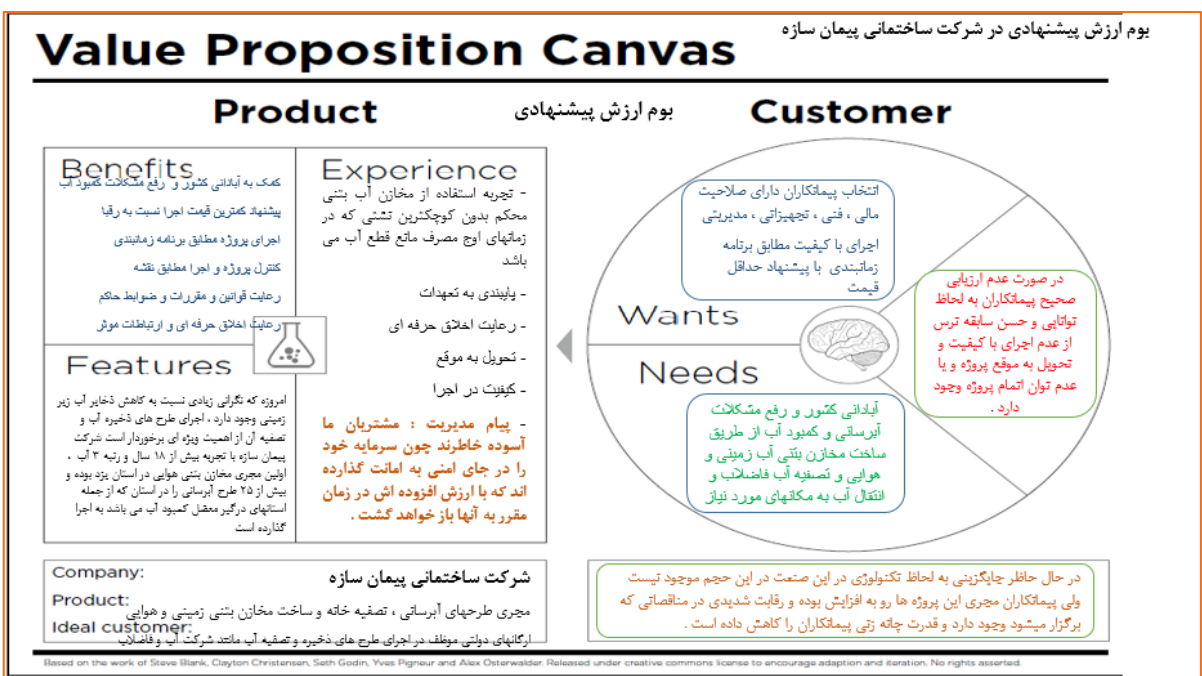 بوم ارزش پیشنهادی در شرکت ساختمانی پیمان سازه
Value Proposition Canvas
Product
بوم ارزش پیشنهادی
Customer
Benefits
کمک به آبادانی کشور و رفع مشکلات کمبود آب
پیشنهاد کمترین قیمت اجرا نسبت به رقبا
اجرای پروژه مطابق برنامه زمانبندی
کنترل پروژه و اجرا مطابق نقشه
رعایت قوانین و مقررات و ضوابط حاکم
رعایت اخلاق حرفه ای و ارتباطات موثر
Features
امروزه که نگرانی زیادی نسبت به کاهش ذخایر آب زیر
زمینی وجود دارد ، اجرای طرح های ذخیره آب و
تصفیه آن از اهمیت ویژه ای برخوردار است شرکت
پیمان سازه با تجربه بیش از ۱۸ سال و رتبه ۳ آب ،
اولین مجری مخازن بتنی هوایی در استان یزد بوده و
بیش از ۲۵ طرح آبرسانی را در استان که از جمله
استانهای درگیر معضل کمبود آب می باشد به اجرا
گذارده است
Experience
- تجربه استفاده از مخازن آب بتنی
محکم بدون کوچکترین نشتی که در
زمانهای اوج مصرف مانع قطع آب می
باشد
- پایبندی به تعهدات
- رعایت اخلاق حرفه ای
- تحویل به موقع
- کیفیت در اجرا
- پیام مدیریت : مشتریان ما
آسوده خاطرند چون سرمایه خود
را در جای امنی به امانت گذارده
اند که با ارزش افزوده اش در زمان
مقرر به آنها باز خواهد گشت .
انتخاب پیمانکاران دارای صلاحیت
مالی ، فنی ، تجهیزاتی ، مدیریتی
اجرای با کیفیت مطابق برنامه
زمانبندی با پیشنهاد حداقل
قیمت
Wants
Needs
آبادانی کشور و رفع مشکلات
آبرسانی و کمبود آب از طریق
ساخت مخازن بتنی آب زمینی و
هوایی و تصفیه آب فاضلاب و
انتقال آب به مکانهای مورد نیاز
در صورت عدم ارزیابی
صحیح پیمانکاران به لحاظ
توانایی و حسن سابقه ترس
از عدم اجرای با کیفیت و
تحویل به موقع پروژه و یا
عدم توان اتمام پروژه وجود
دارد .
Company:
شرکت ساختمانی پیمان سازه
Product:
مجری طرحهای آبرسانی ، تصفیه خانه و ساخت مخازن بتنی زمینی و هوایی
Ideal customer:
ارگانهای دولتی موظف در اجرای طرح های ذخیره و تصفیه آب مانند شرکت آب و فاضلاب
در حال حاظر جایگزینی به لحاظ تکنولوژی در این صنعت در این حجم موجود نیست
ولی پیمانکاران مجری این پروژه ها رو به افزایش بوده و رقابت شدیدی در مناقصاتی که
برگزار میشود وجود دارد و قدرت چانه زنی پیمانکاران را کاهش داده است .
Based on the work of Steve Blank, Clayton Christensen, Seth Godin, Yves Pigneur and Alex Osterwalder. Released under creative commons license to encourage adaption and iteration. No rights asserted.